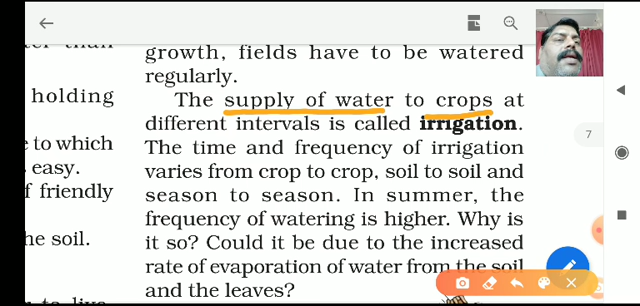 ter than
holding
e to which
easy.
f friendly
he soil.
growth, fields have to be watered
regularly.
The supply of water to crops at
different intervals is called irrigation.
The time and frequency of irrigation
varies from crop to crop, soil to soil and
season to season. In summer, the
frequency of watering is higher. Why is
it so? Could it be due to the increased
rate of evaporation of water from the soil
and the leaves?
7